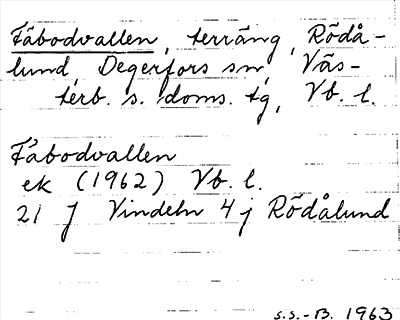 Fäbodvallen, terräng, Rödå-
lund, Degerfors sn, Väs-
terb. s. doms. tg, Vb. l.
Fäbodvallen
ek (1962) Vb. l.
21 J Vindeln 4 j Rödålund
s.s.-B. 1963